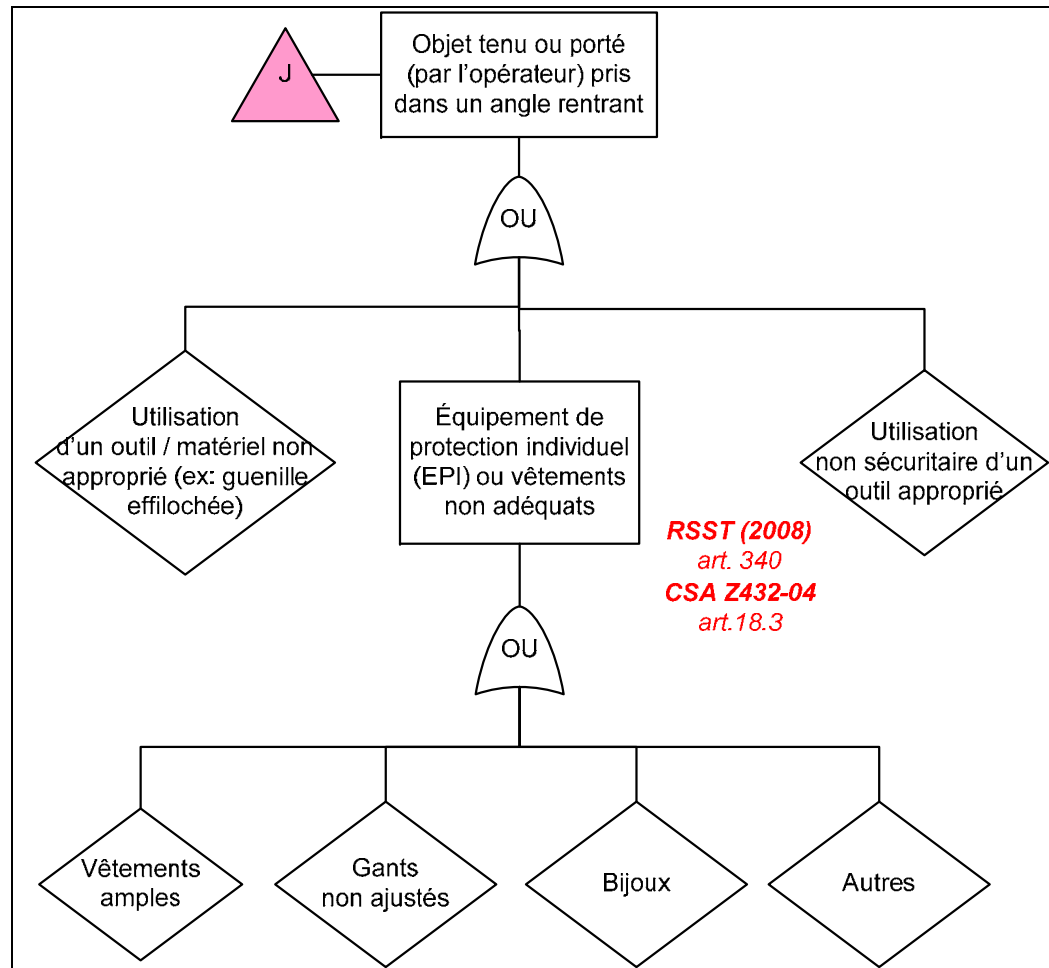 J
Objet tenu ou porté
(par l'opérateur) pris
dans un angle rentrant
OU
Utilisation
d'un outil / matériel non
approprié (ex: guenille
effilochée)
Équipement de
protection individuel
(EPI) ou vêtements
non adéquats
Utilisation
non sécuritaire d'un
outil approprié
RSST (2008)
art. 340
CSA Z432-04
art.18.3
OU
Vêtements
amples
Gants
non ajustés
Bijoux
Autres